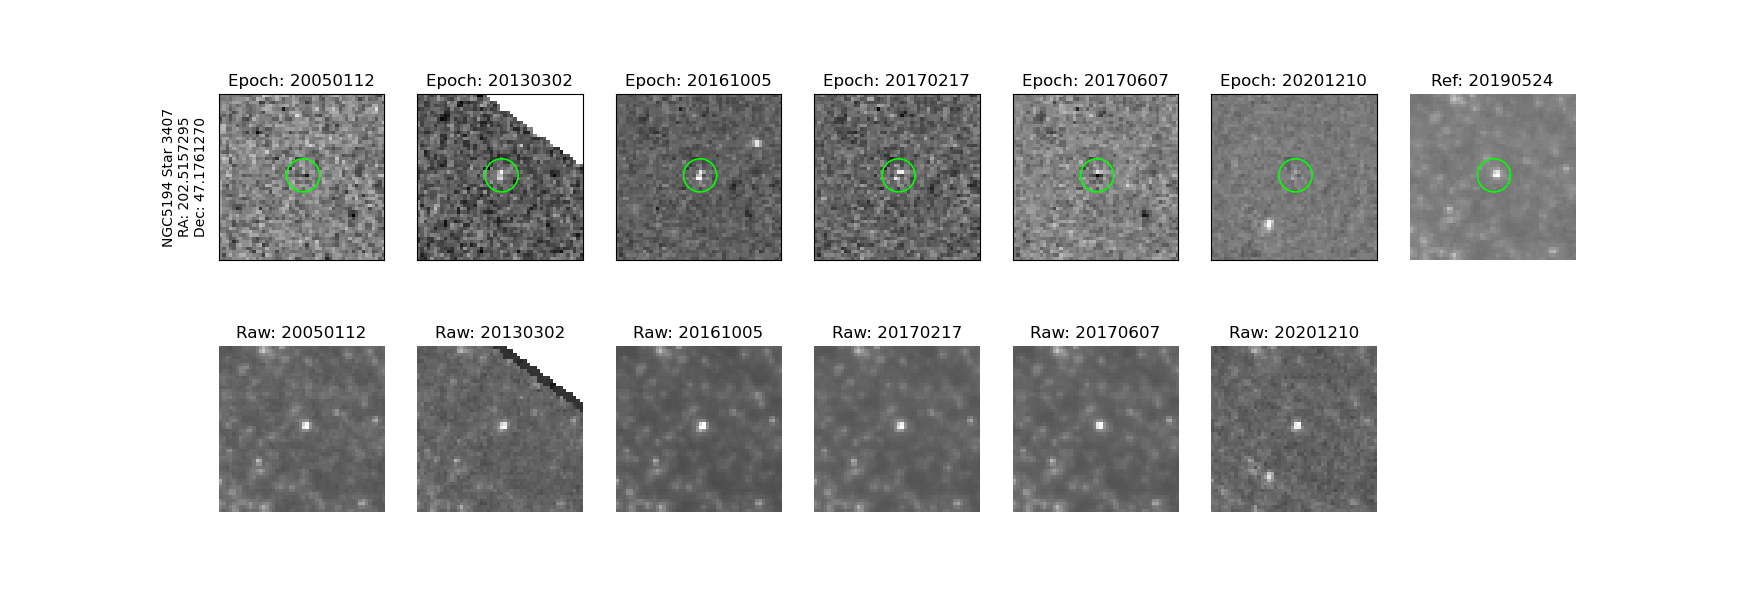 Epoch: 20050112
Epoch: 20130302
Epoch: 20161005
Epoch: 20170217
Epoch: 20170607
Epoch: 20201210
Ref: 20190524
NGC5194 Star 3407
RA: 202.5157295
Dec: 47.1761270
Raw: 20050112
Raw: 20130302
Raw: 20161005
Raw: 20170217
Raw: 20170607
Raw: 20201210